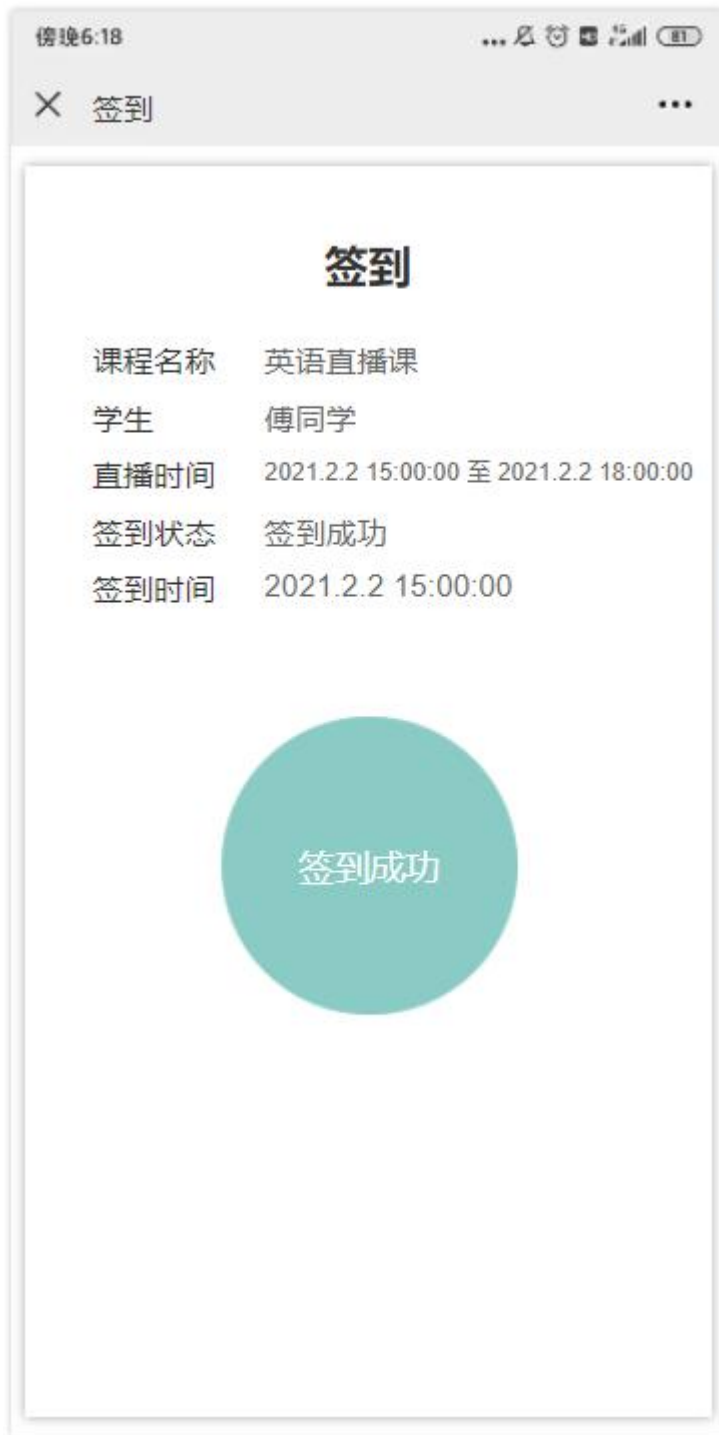 傍晚6:18
81
签到
签到
课程名称 英语直播课
学生 傅同学
直播时间 2021.2.2 15:00:00 至 2021.2.2 18:00:00
签到状态 签到成功
签到时间 2021.2.2 15:00:00
签到成功